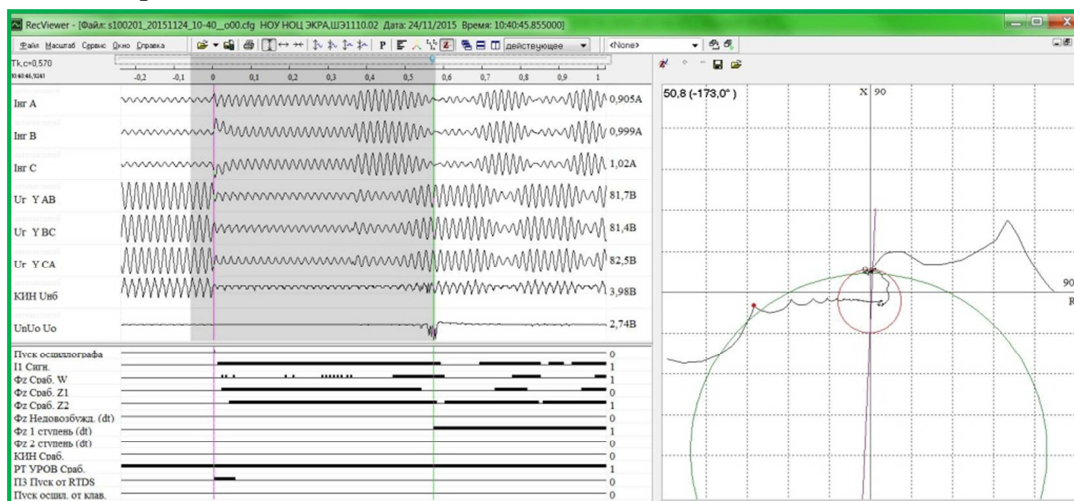 RecViewer - [Файл: s100201_20151124_10-40__o00.cfg НОУ НОЦ ЭКРА,ШЭ1110.02 Дата: 24/11/2015 Время: 10:40:45.855000]
Файл Масштаб Сервис Окно Справка P действующее <None>
Tk,c=0,570
-0,2 -0,1 0 0,1 0,2 0,3 0,4 0,5 0,6 0,7 0,8 0,9 1
Iнг A 0,905A
Iнг B 0,999A
Iнг C 1,02A
Uг Y AB 81,7В
Uг Y BC 81,4В
Uг Y CA 82,5В
КИН Uнб 3,98В
UnUo Uo 2,74В
Пуск осциллографа 0
I1 Сигн. 1
Фz Сраб. W 1
Фz Сраб. Z1 0
Фz Сраб. Z2 1
Фz Недовозбужд. (dt) 0
Фz 1 ступень (dt) 1
Фz 2 ступень (dt) 0
КИН Сраб. 0
РТ УРОВ Сраб. 1
ПЗ Пуск от RTDS 0
Пуск осцил. от клав. 0
50,8 (-173,0°)
X 90
90
R